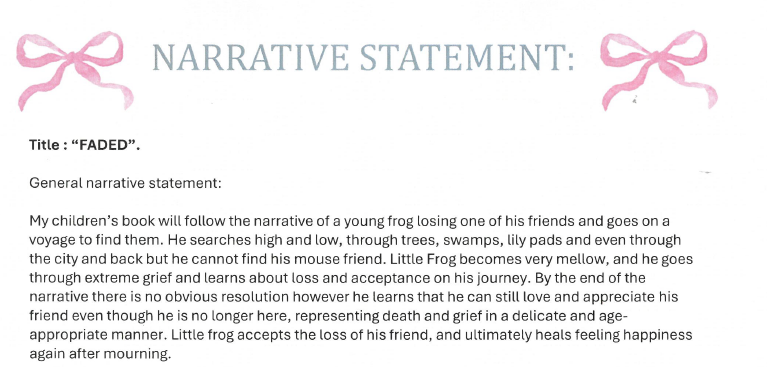 NARRATIVE STATEMENT:
Title : “FADED”.
General narrative statement:
My children’s book will follow the narrative of a young frog losing one of his friends and goes on a
voyage to find them. He searches high and low, through trees, swamps, lily pads and even through
the city and back but he cannot find his mouse friend. Little Frog becomes very mellow, and he goes
through extreme grief and learns about loss and acceptance on his journey. By the end of the
narrative there is no obvious resolution however he learns that he can still love and appreciate his
friend even though he is no longer here, representing death and grief in a delicate and age-
appropriate manner. Little frog accepts the loss of his friend, and ultimately heals feeling happiness
again after mourning.